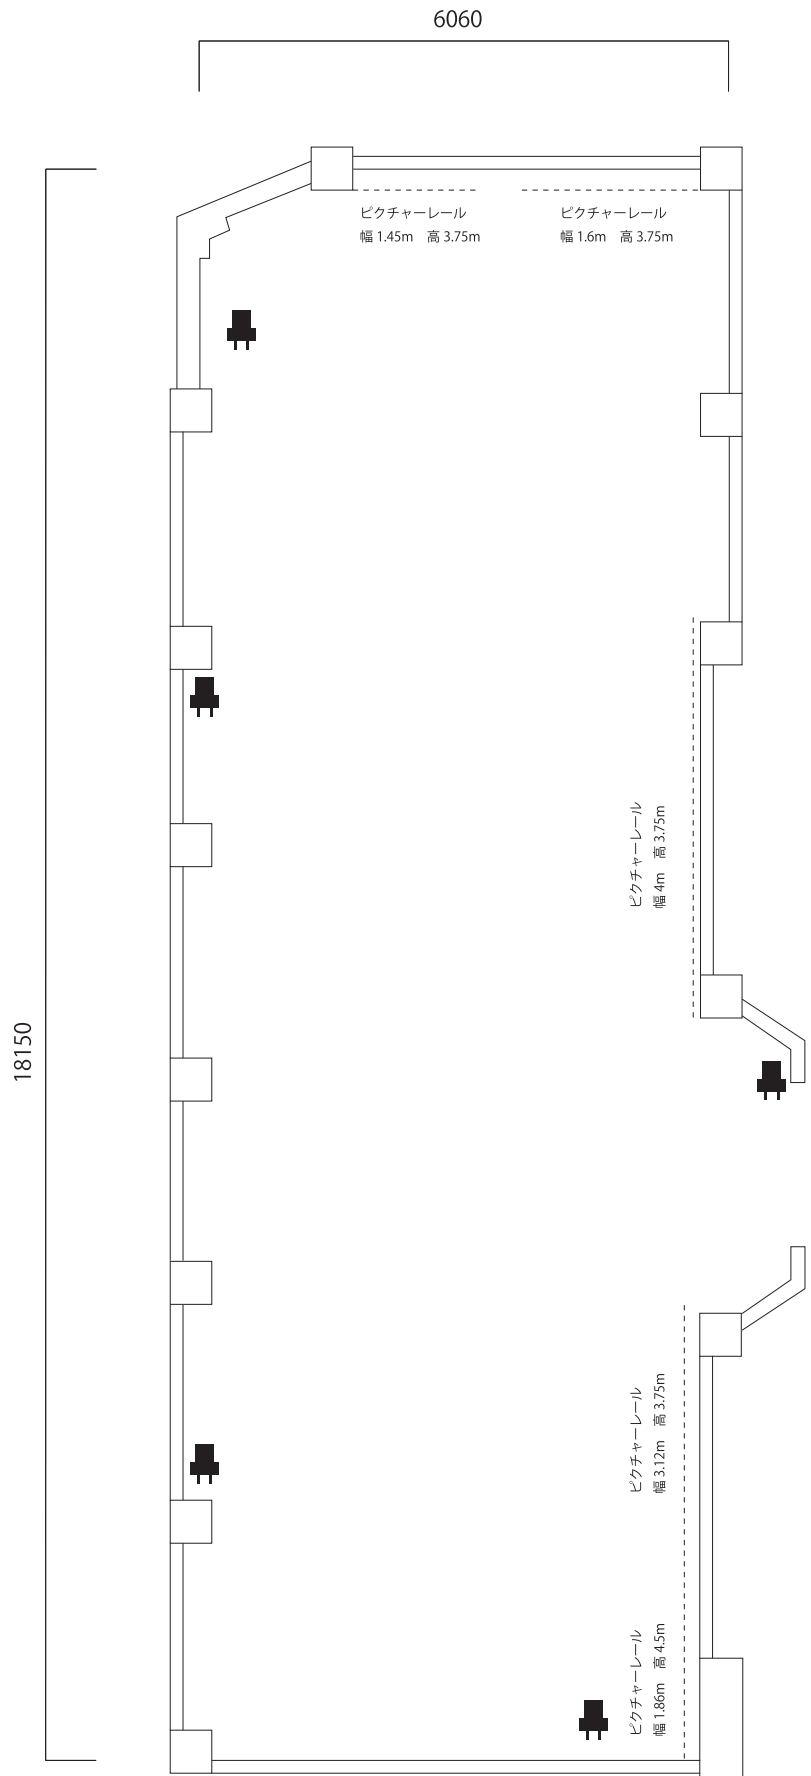 6060
ピクチャーレール
幅 1.45m 高 3.75m
ピクチャーレール
幅 1.6m 高 3.75m
ピクチャーレール
幅 4m 高 3.75m
18150
ピクチャーレール
幅 3.12m 高 3.75m
ピクチャーレール
幅 1.86m 高 4.5m